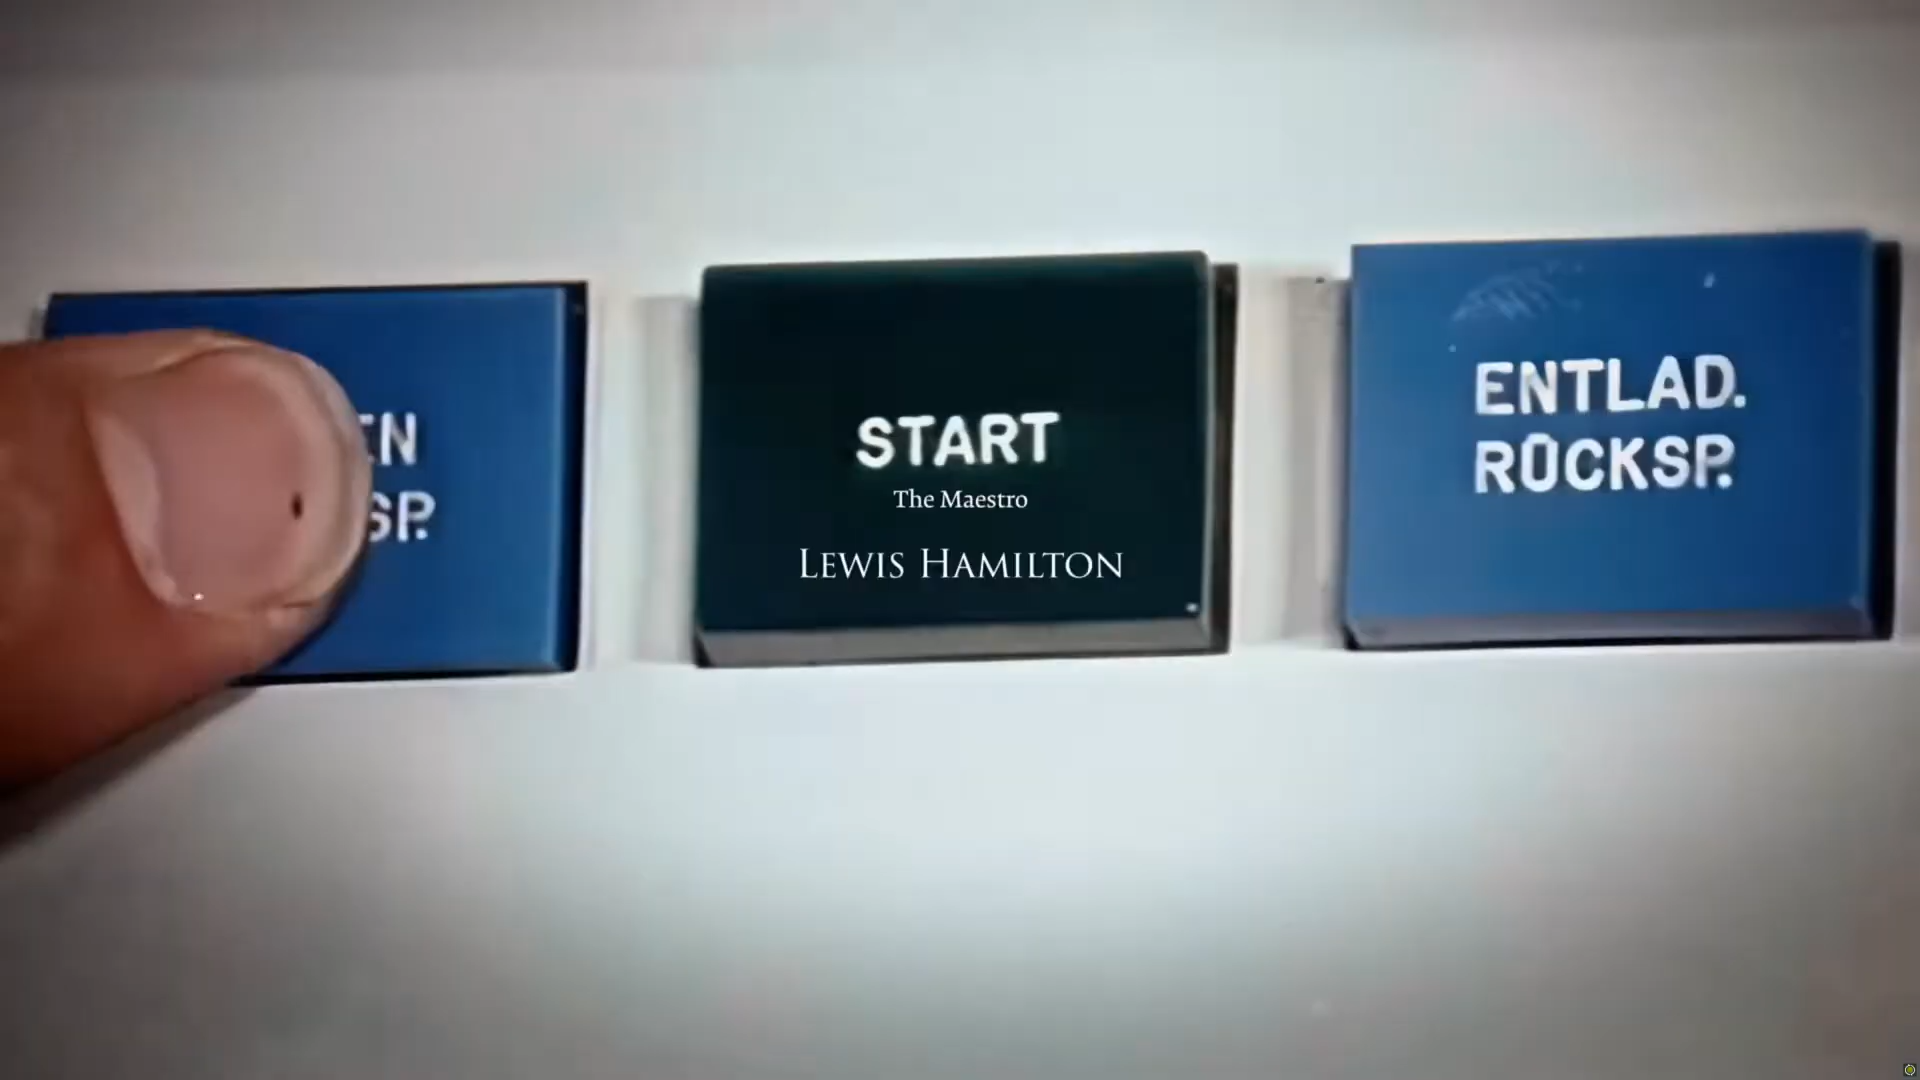 START
The Maestro
LEWIS HAMILTON
ENTLAD.
RÜCKSP.